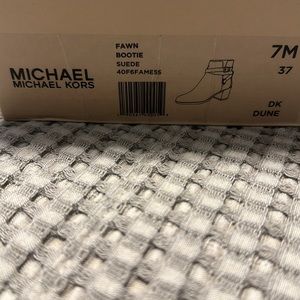 FAWN
BOOTIE
SUEDE
40F6FAME5S
MICHAEL
MICHAEL KORS
7M
37
DK
DUNE